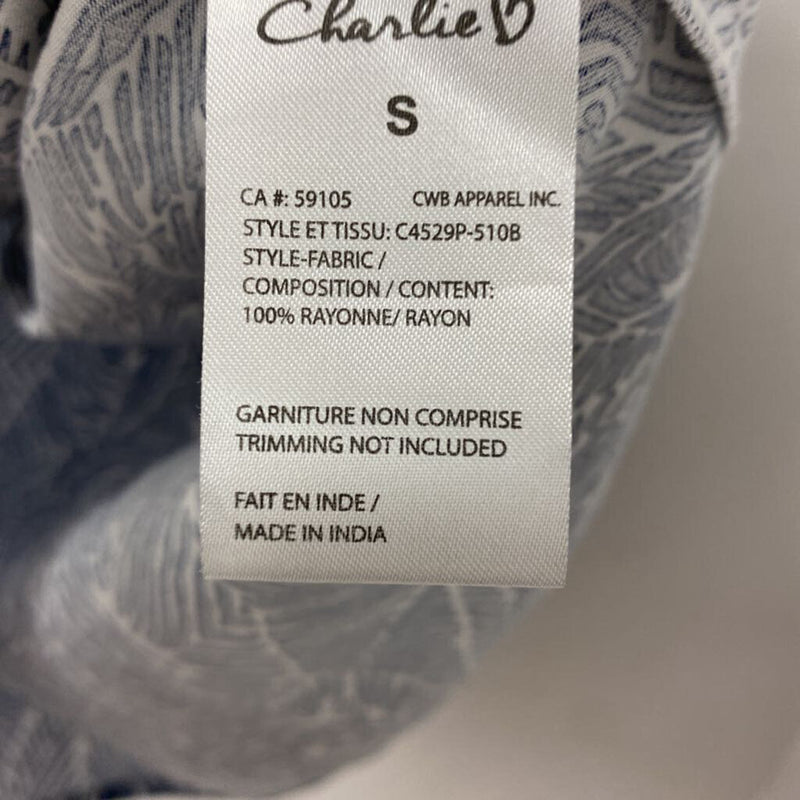 Charlie
S
CA #: 59105 CWB APPAREL INC.
STYLE ET TISSU: C4529P-510B
STYLE-FABRIC /
COMPOSITION / CONTENT:
100% RAYONNE/ RAYON
GARNITURE NON COMPRISE
TRIMMING NOT INCLUDED
FAIT EN INDE /
MADE IN INDIA